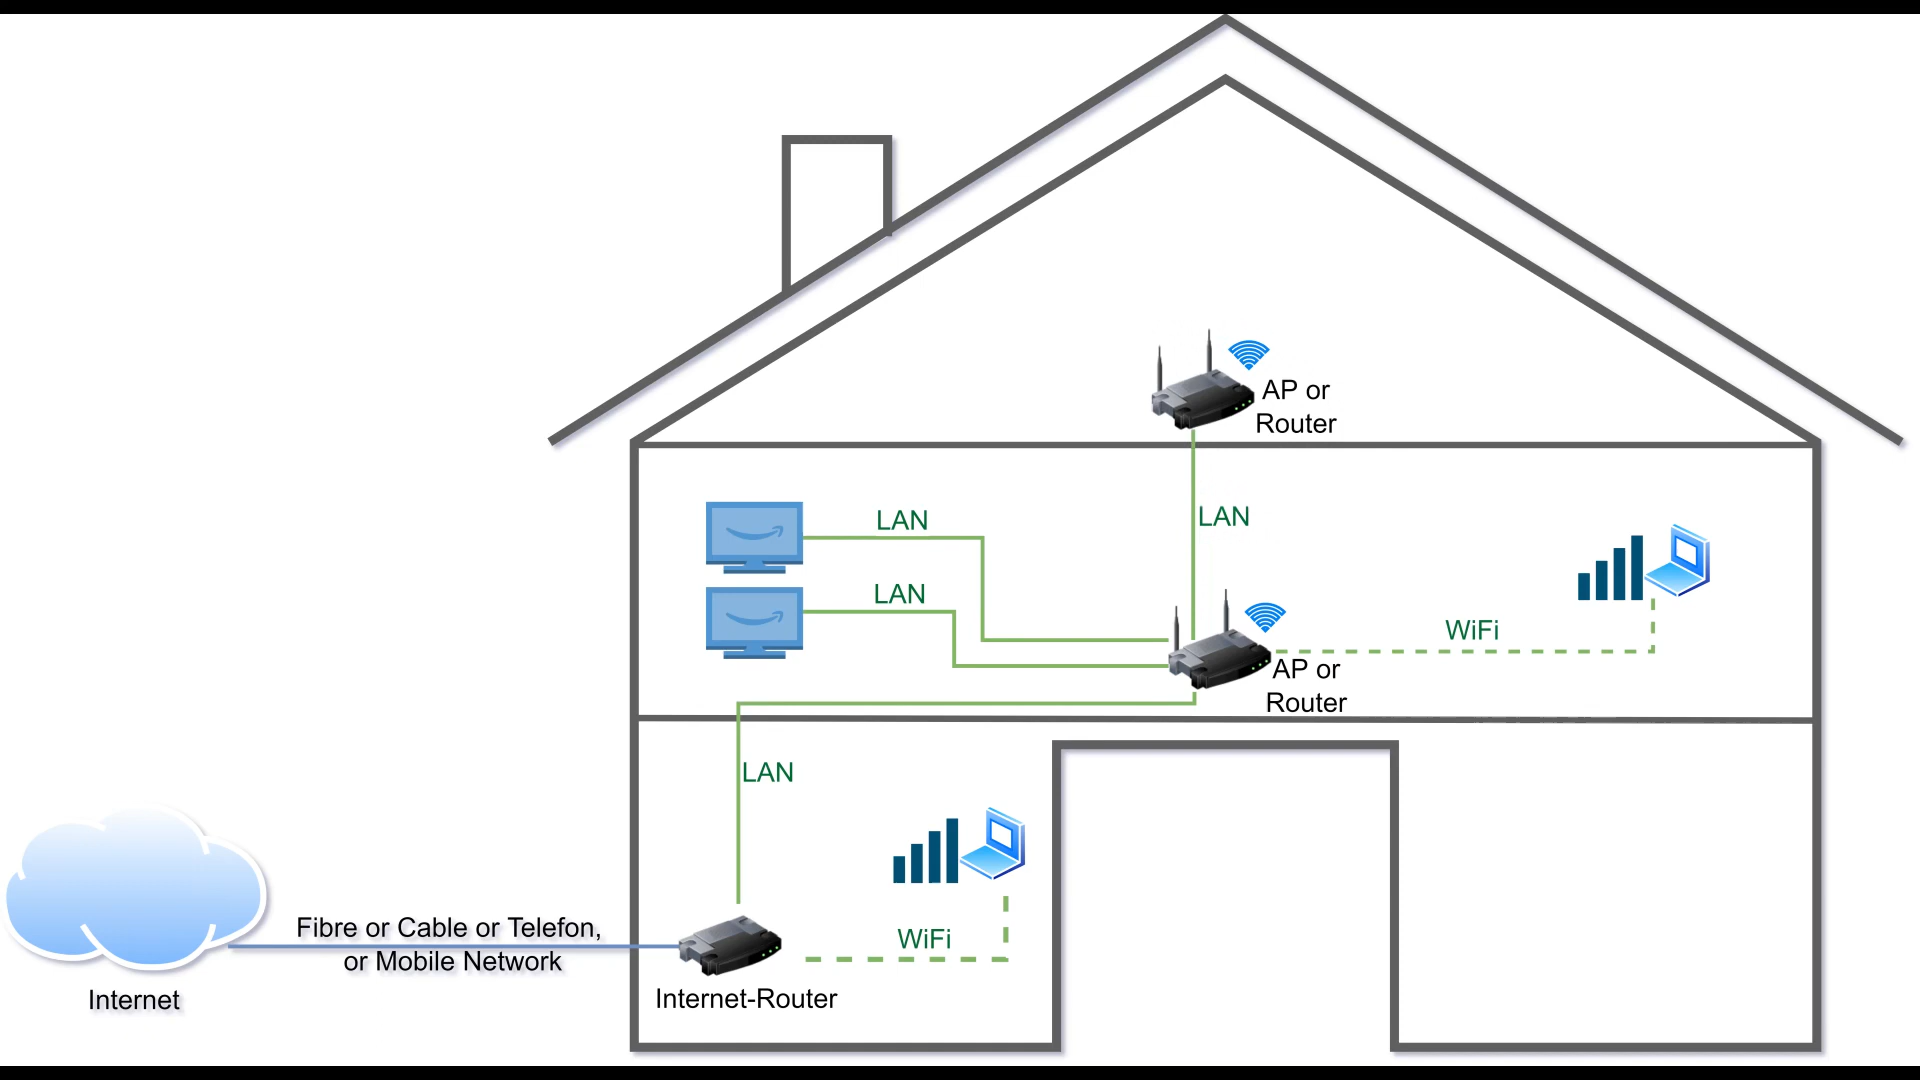 AP or
Router
LAN
LAN
LAN
WiFi
AP or
Router
LAN
WiFi
Fibre or Cable or Telefon,
or Mobile Network
Internet
Internet-Router